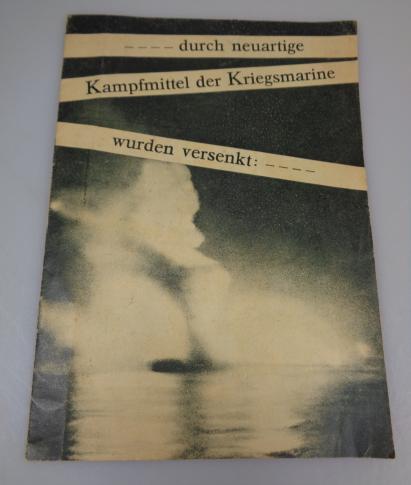 – – – – durch neuartige
Kampfmittel der Kriegsmarine
wurden versenkt: – – – –